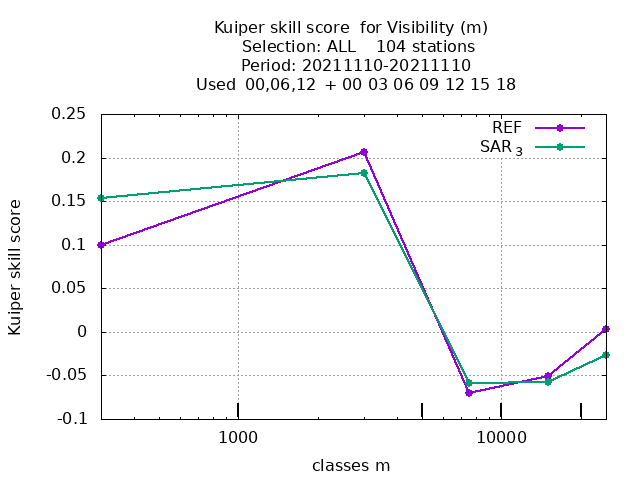 Kuiper skill score  for Visibility (m)
Selection: ALL    104 stations
Period: 20211110-20211110
Used  00,06,12  + 00 03 06 09 12 15 18
REF
SAR 3
0.25
0.2
0.15
0.1
0.05
0
-0.05
-0.1
Kuiper skill score
1000
10000
classes m